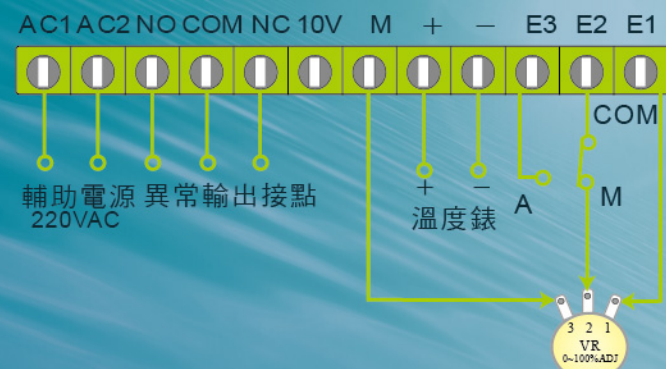 AC1 AC2 NO COM NC 10V M + − E3 E2 E1
COM
輔助電源 異常輸出接點
220VAC
+ −
溫度錶
A
M
3 2 1
VR
0~100%ADJ